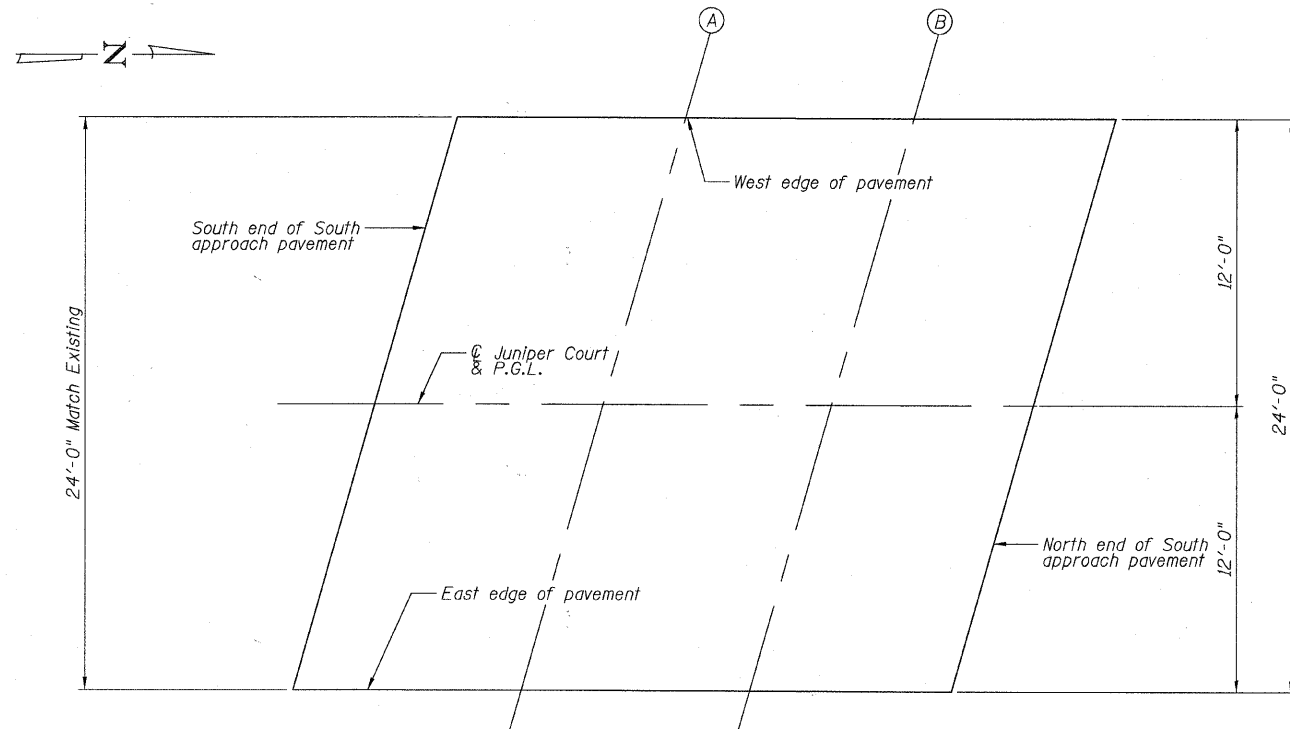 A
B
N
West edge of pavement
South end of South
approach pavement
12'-0"
24'-0" Match Existing
℄ Juniper Court
& P.G.L.
24'-0"
12'-0"
North end of South
approach pavement
East edge of pavement